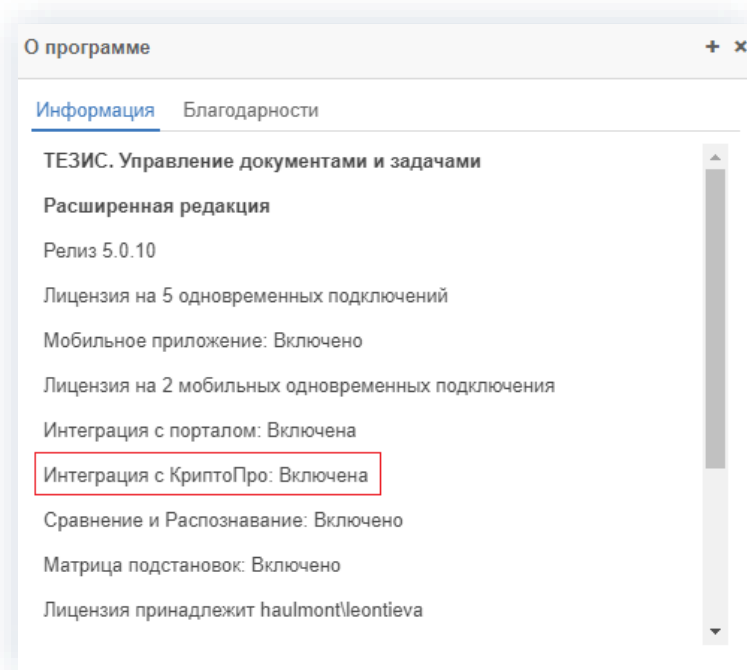 О программе
Информация Благодарности
ТЕЗИС. Управление документами и задачами
Расширенная редакция
Релиз 5.0.10
Лицензия на 5 одновременных подключений
Мобильное приложение: Включено
Лицензия на 2 мобильных одновременных подключения
Интеграция с порталом: Включена
Интеграция с КриптоПро: Включена
Сравнение и Распознавание: Включено
Матрица подстановок: Включено
Лицензия принадлежит haulmont\leontieva